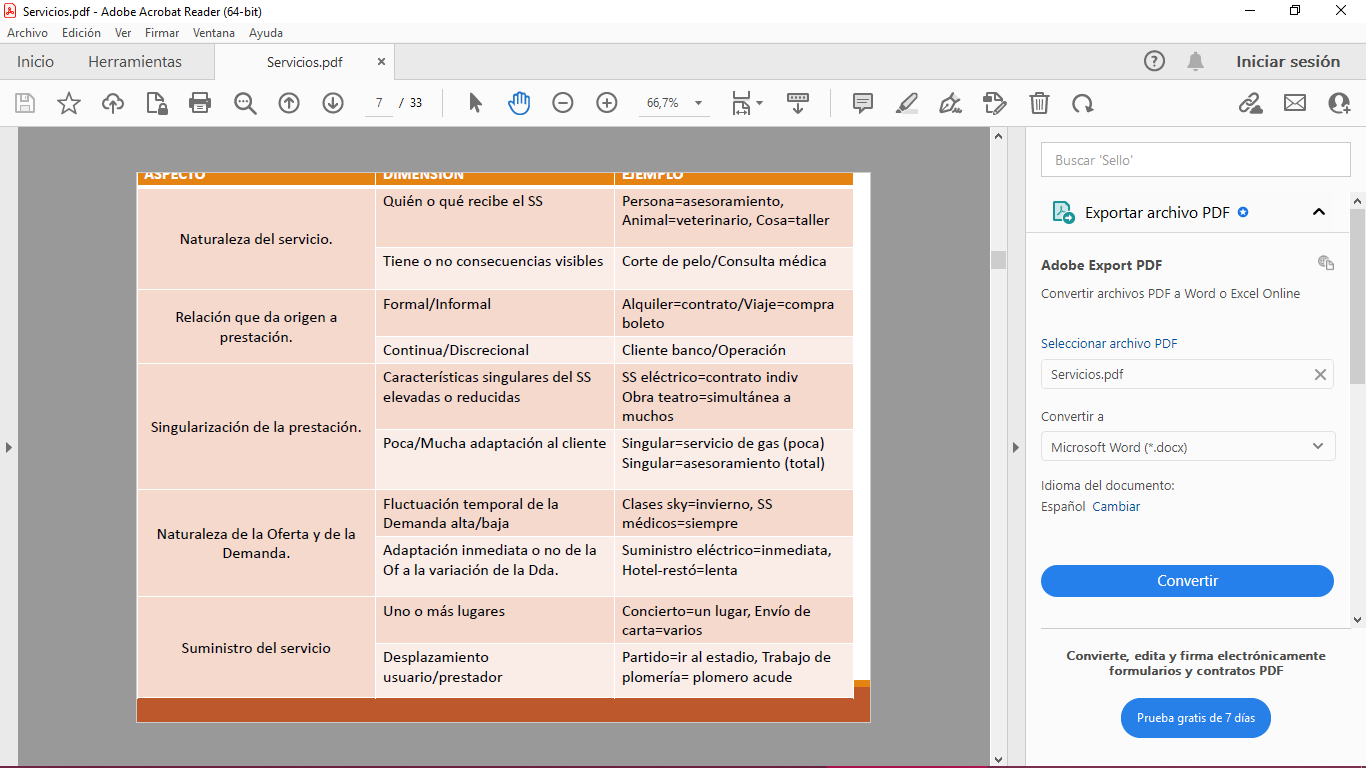 Servicios.pdf - Adobe Acrobat Reader (64-bit)
Archivo Edición Ver Firmar Ventana Ayuda
Inicio Herramientas Servicios.pdf × Iniciar sesión
7 / 33 66,7%
ASPECTO DIMENSIÓN EJEMPLO
Naturaleza del servicio.
Quién o qué recibe el SS
Persona=asesoramiento,
Animal=veterinario, Cosa=taller
Tiene o no consecuencias visibles
Corte de pelo/Consulta médica
Relación que da origen a
prestación.
Formal/Informal
Alquiler=contrato/Viaje=compra
boleto
Continua/Discrecional
Cliente banco/Operación
Singularización de la prestación.
Características singulares del SS
elevadas o reducidas
SS eléctrico=contrato indiv
Obra teatro=simultánea a
muchos
Poca/Mucha adaptación al cliente
Singular=servicio de gas (poca)
Singular=asesoramiento (total)
Naturaleza de la Oferta y de la
Demanda.
Fluctuación temporal de la
Demanda alta/baja
Clases sky=invierno, SS
médicos=siempre
Adaptación inmediata o no de la
Of a la variación de la Dda.
Suministro eléctrico=inmediata,
Hotel-restó=lenta
Suministro del servicio
Uno o más lugares
Concierto=un lugar, Envío de
carta=varios
Desplazamiento
usuario/prestador
Partido=ir al estadio, Trabajo de
plomería= plomero acude
Buscar 'Sello'
Exportar archivo PDF
Adobe Export PDF
Convertir archivos PDF a Word o Excel Online
Seleccionar archivo PDF
Servicios.pdf
Convertir a
Microsoft Word (*.docx)
Idioma del documento:
Español Cambiar
Convertir
Convierte, edita y firma electrónicamente
formularios y contratos PDF
Prueba gratis de 7 días